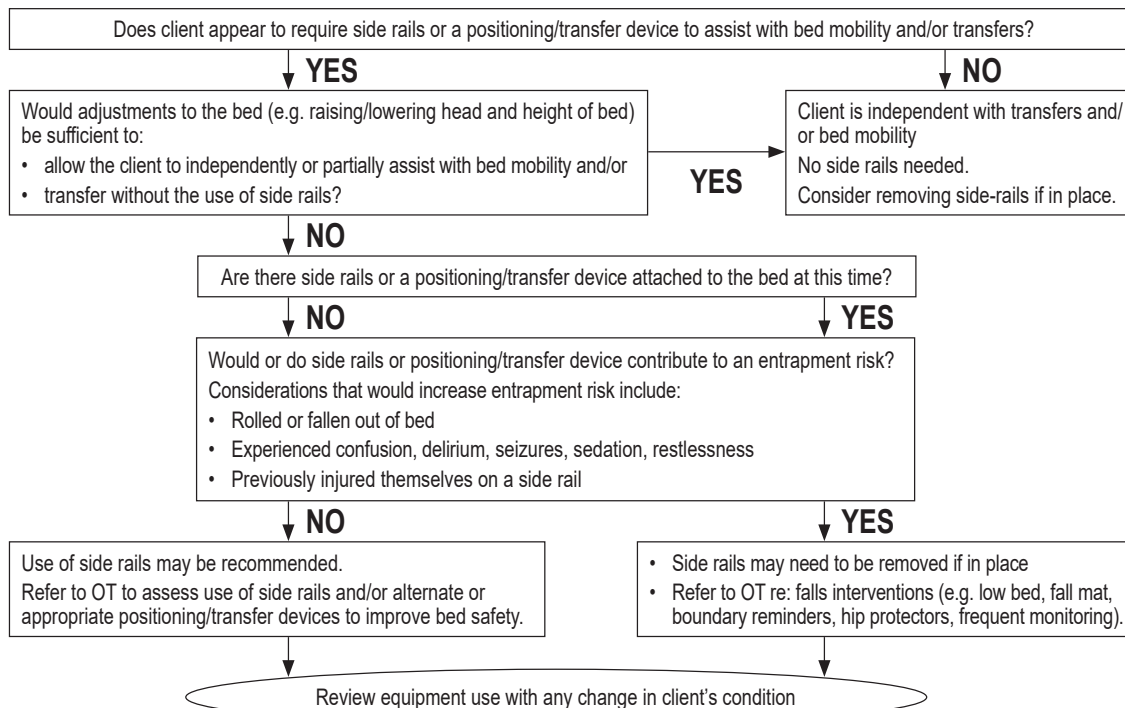 Does client appear to require side rails or a positioning/transfer device to assist with bed mobility and/or transfers?
YES
NO
Would adjustments to the bed (e.g. raising/lowering head and height of bed)
be sufficient to:
• allow the client to independently or partially assist with bed mobility and/or
• transfer without the use of side rails?
YES
Client is independent with transfers and/
or bed mobility
No side rails needed.
Consider removing side-rails if in place.
NO
Are there side rails or a positioning/transfer device attached to the bed at this time?
NO
YES
Would or do side rails or positioning/transfer device contribute to an entrapment risk?
Considerations that would increase entrapment risk include:
• Rolled or fallen out of bed
• Experienced confusion, delirium, seizures, sedation, restlessness
• Previously injured themselves on a side rail
NO
YES
Use of side rails may be recommended.
Refer to OT to assess use of side rails and/or alternate or
appropriate positioning/transfer devices to improve bed safety.
• Side rails may need to be removed if in place
• Refer to OT re: falls interventions (e.g. low bed, fall mat,
boundary reminders, hip protectors, frequent monitoring).
Review equipment use with any change in client's condition